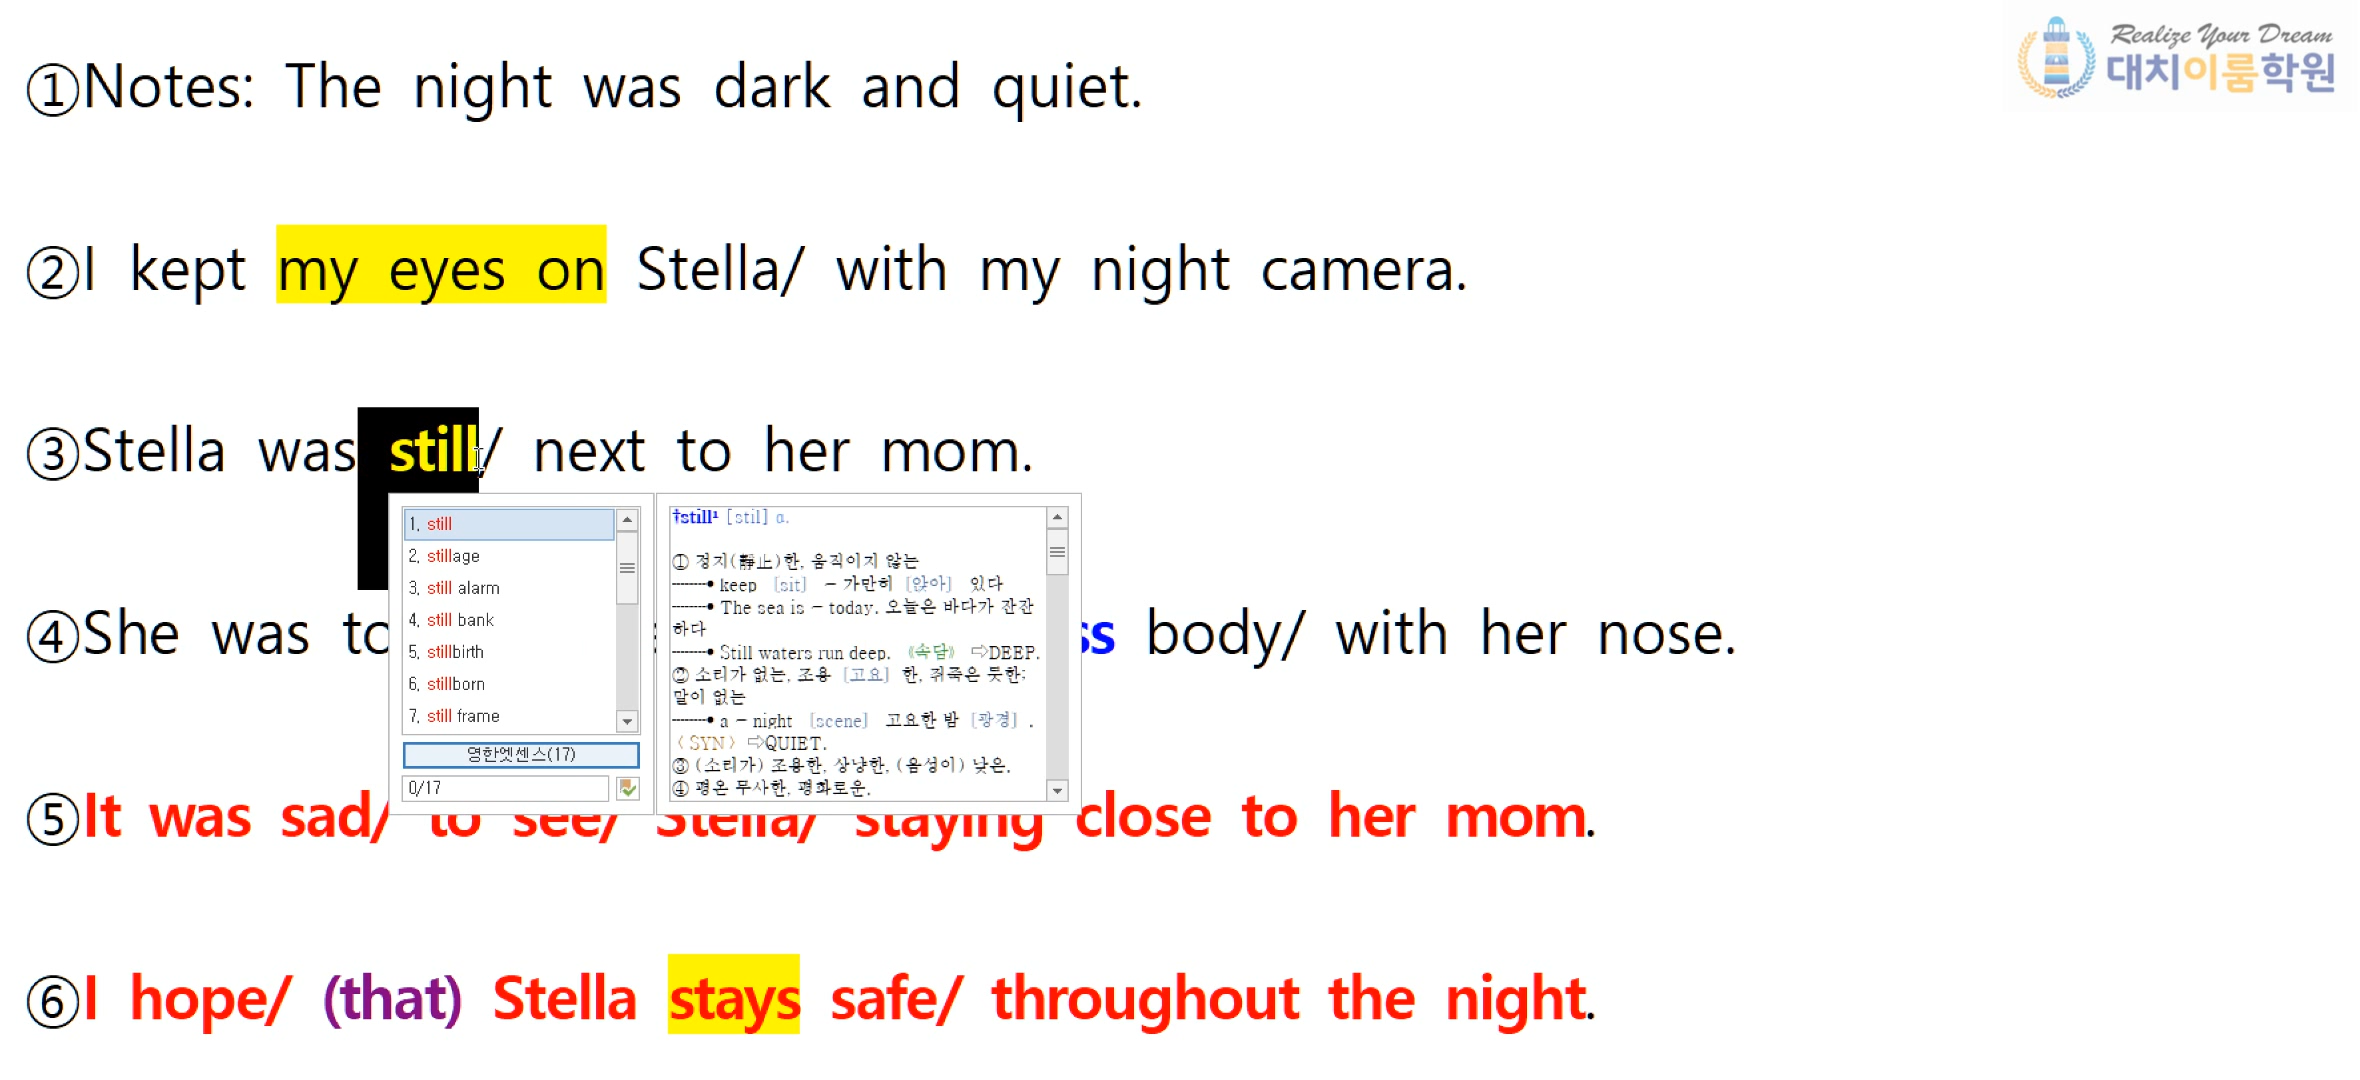 Realize Your Dream
대치이룸학원
①Notes: The night was dark and quiet.
②I kept my eyes on Stella/ with my night camera.
③Stella was still/ next to her mom.
1, still
2, stillage
3, still alarm
4, still bank
5, stillbirth
6, stillborn
7, still frame
영한엣센스(17)
0/17
†still¹ [stil] a.
① 정지(靜止)한, 움직이지 않는
--------• keep [sit] – 가만히 [앉아] 있다
--------• The sea is – today. 오늘은 바다가 잔잔
하다
--------• Still waters run deep. 《속담》 ⇨DEEP.
② 소리가 없는, 조용 [고요] 한, 쥐죽은 듯한;
말이 없는
--------• a – night [scene] 고요한 밤 [광경] .
〈SYN〉 ⇨QUIET.
③ (소리가) 조용한, 상냥한, (음성이) 낮은,
④ 평온 무사한, 평화로운,
④She was body/ with her nose.
⑤It was sad/ to see/ Stella/ staying close to her mom.
⑥I hope/ (that) Stella stays safe/ throughout the night.